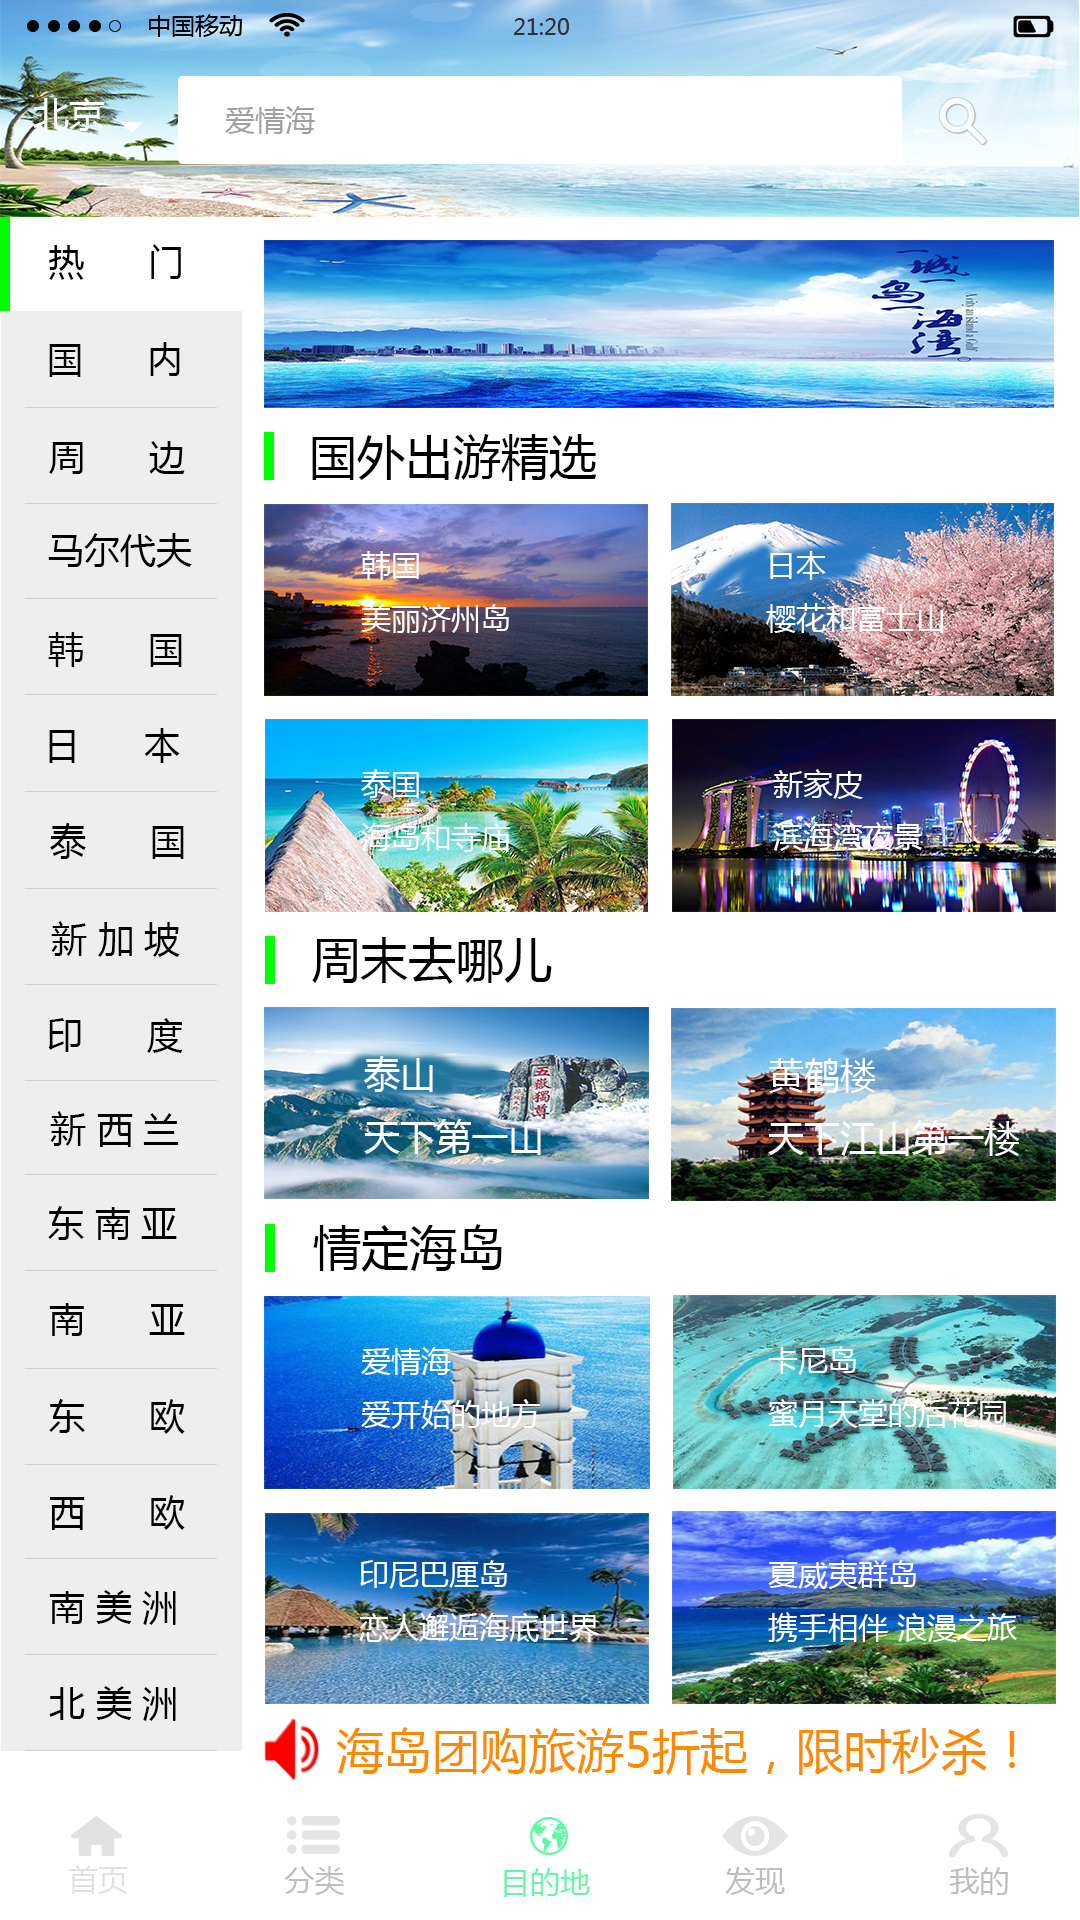 中国移动
21:20
北京
爱情海
热 门
国 内
周 边
马尔代夫
韩 国
日 本
泰 国
新 加 坡
印 度
新 西 兰
东 南 亚
南 亚
东 欧
西 欧
南 美 洲
北 美 洲
一城
一岛
一海湾
国外出游精选
韩国
美丽济州岛
日本
樱花和富士山
泰国
海岛和寺庙
新家皮
滨海湾夜景
周末去哪儿
泰山
天下第一山
五嶽獨尊
黄鹤楼
天下江山第一楼
情定海岛
爱情海
爱开始的地方
卡尼岛
蜜月天堂的后花园
印尼巴厘岛
恋人邂逅海底世界
夏威夷群岛
携手相伴 浪漫之旅
海岛团购旅游5折起，限时秒杀！
首页
分类
目的地
发现
我的